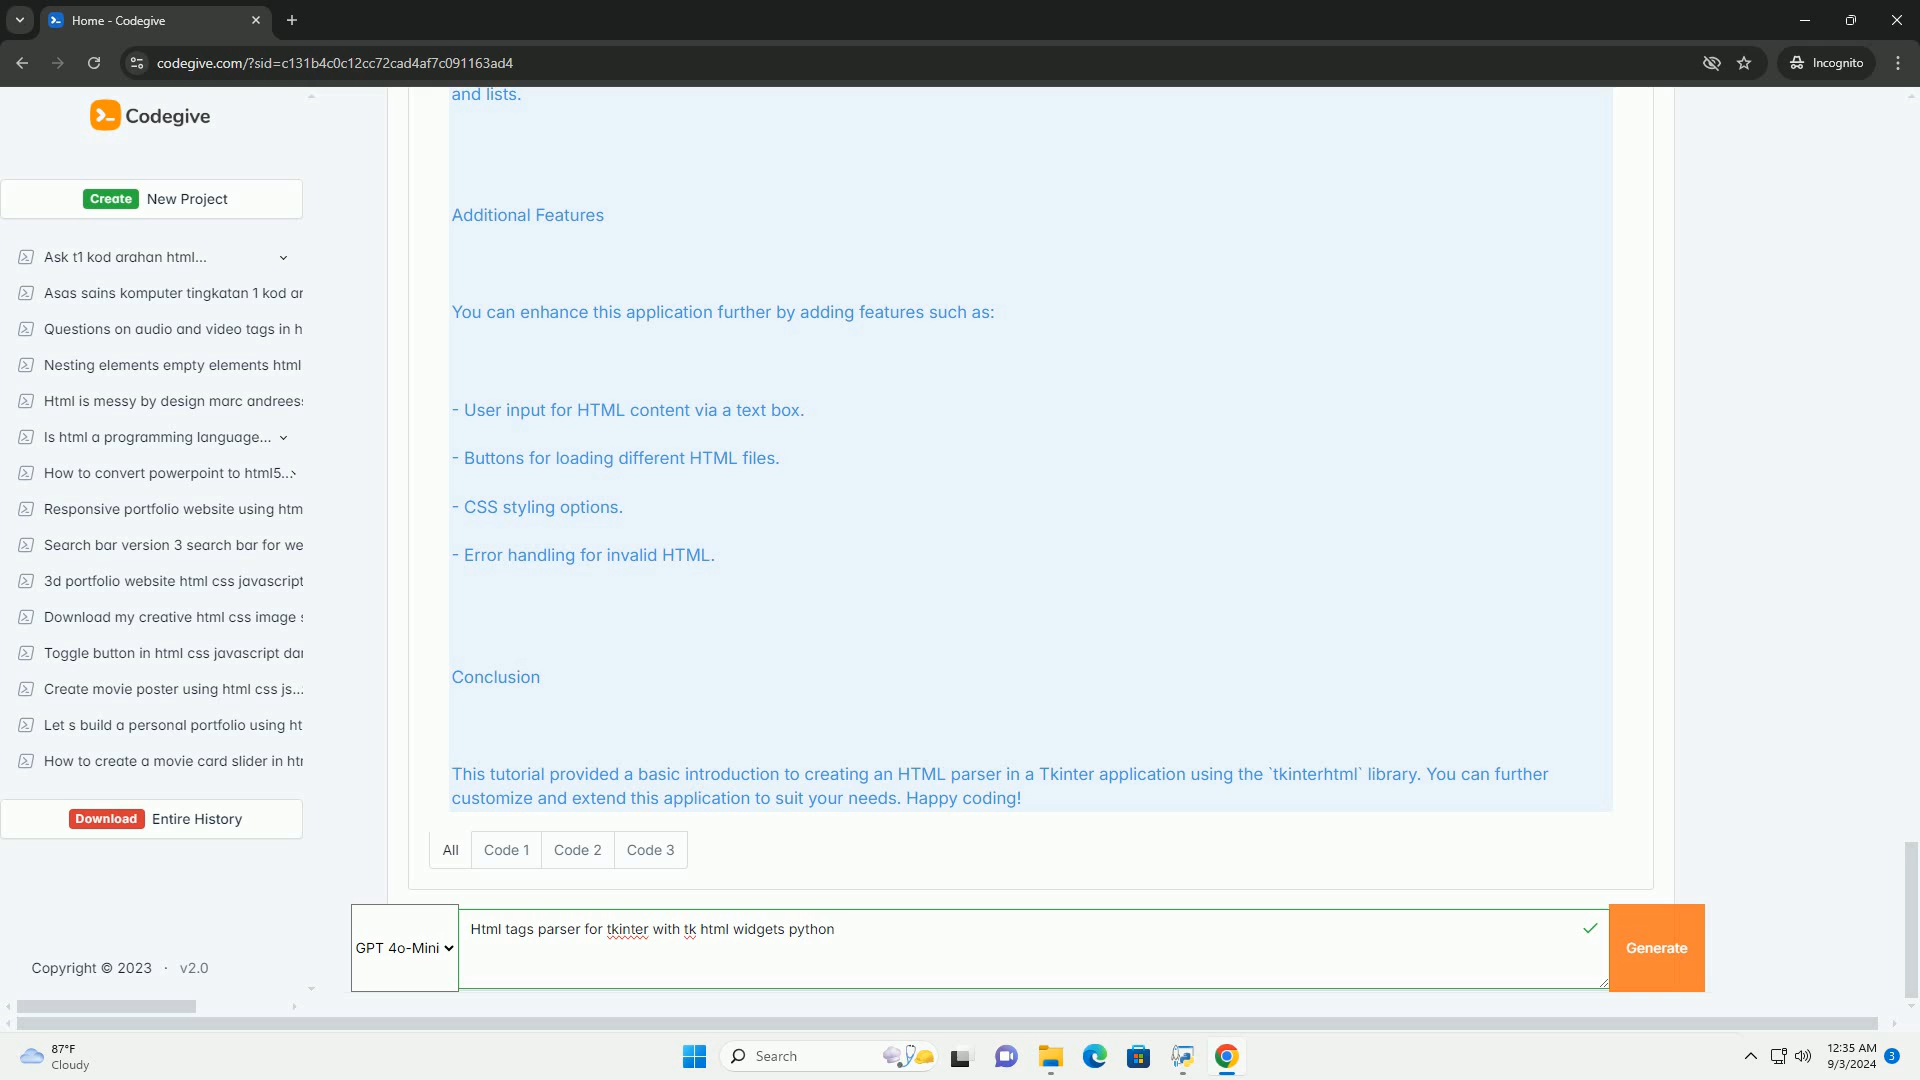 Home - Codegive
codegive.com/?sid=c131b4c0c12cc72cad4af7c091163ad4
Incognito
Codegive
Create New Project
Ask t1 kod arahan html...
Asas sains komputer tingkatan 1 kod ar
Questions on audio and video tags in h
Nesting elements empty elements html
Html is messy by design marc andrees
Is html a programming language...
How to convert powerpoint to html5...
Responsive portfolio website using htm
Search bar version 3 search bar for we
3d portfolio website html css javascript
Download my creative html css image s
Toggle button in html css javascript dar
Create movie poster using html css js...
Let s build a personal portfolio using ht
How to create a movie card slider in htr
Download Entire History
Copyright © 2023 · v2.0
and lists.
Additional Features
You can enhance this application further by adding features such as:
- User input for HTML content via a text box.
- Buttons for loading different HTML files.
- CSS styling options.
- Error handling for invalid HTML.
Conclusion
This tutorial provided a basic introduction to creating an HTML parser in a Tkinter application using the `tkinterhtml` library. You can further
customize and extend this application to suit your needs. Happy coding!
All Code 1 Code 2 Code 3
GPT 4o-Mini
Html tags parser for tkinter with tk html widgets python
Generate
87°F
Cloudy
Search
12:35 AM
9/3/2024
3